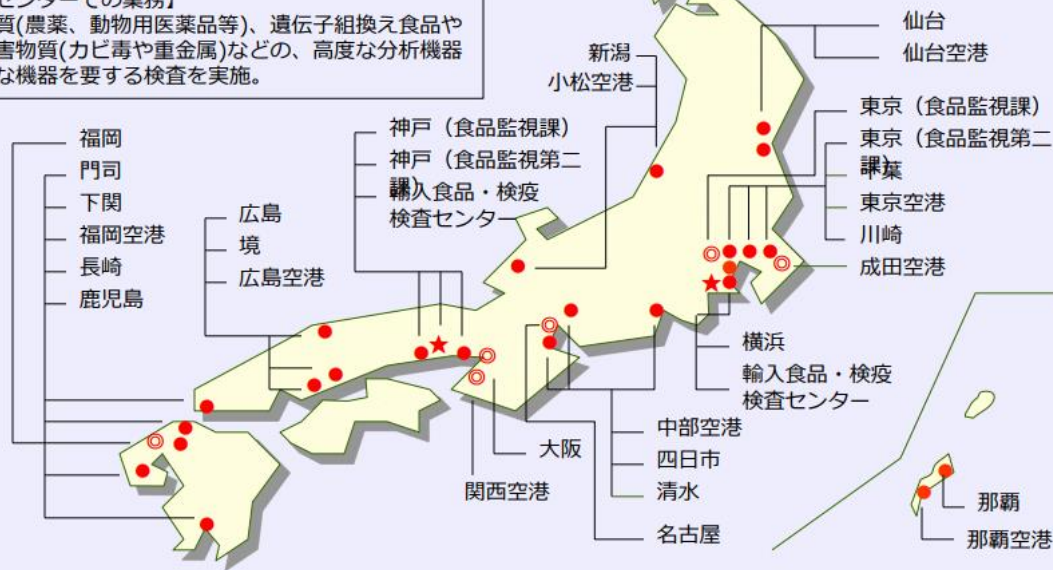 センターでの業務】
質(農薬、動物用医薬品等)、遺伝子組換え食品や
害物質(カビ毒や重金属)などの、高度な分析機器
な機器を要する検査を実施。
仙台
仙台空港
新潟
小松空港
東京（食品監視課）
東京（食品監視第二
課）
千葉
東京空港
川崎
成田空港
福岡
門司
下関
福岡空港
長崎
鹿児島
神戸（食品監視課）
神戸（食品監視第二
課）
輸入食品・検疫
検査センター
広島
境
広島空港
横浜
輸入食品・検疫
検査センター
中部空港
四日市
清水
名古屋
大阪
関西空港
那覇
那覇空港